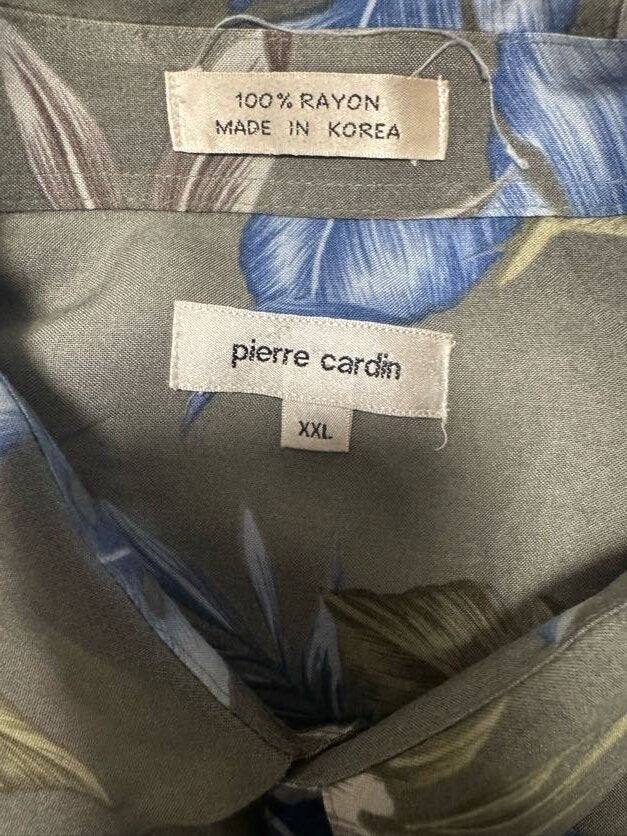 100% RAYON
MADE IN KOREA
pierre cardin
XXL